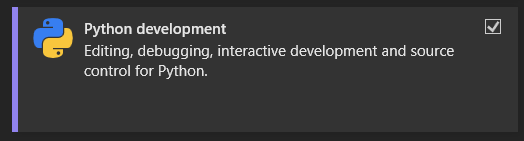 Python development
Editing, debugging, interactive development and source
control for Python.